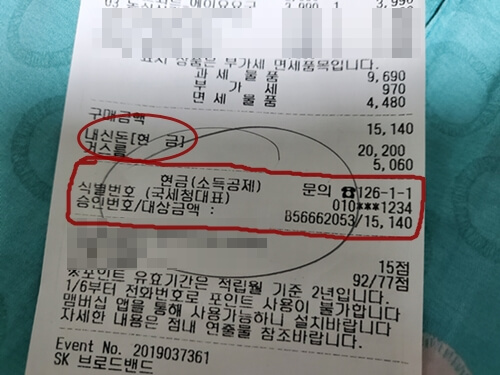 3,990 1 3,990
표시 상품은 부가세 면세품목입니다.
과 세 물 품 9,690
부 가 세 970
면 세 물 품 4,480
구매금액 15,140
내신돈[현 금] 20,200
거스름 5,060
현금(소득공제) 문의 ☎126-1-1
식별번호 (국세청대표) 010***1234
승인번호/대상금액 : B56662053/15,140
15점
92/77점
※포인트 유효기간은 적립월 기준 2년입니다.
1/6부터 전화번호로 포인트 사용이 불가합니다
맴버십 앱을 통해 사용가능하니 설치바랍니다
자세한 내용은 점내 연출물 참조바랍니다.
Event No. 2019037361
SK 브로드밴드